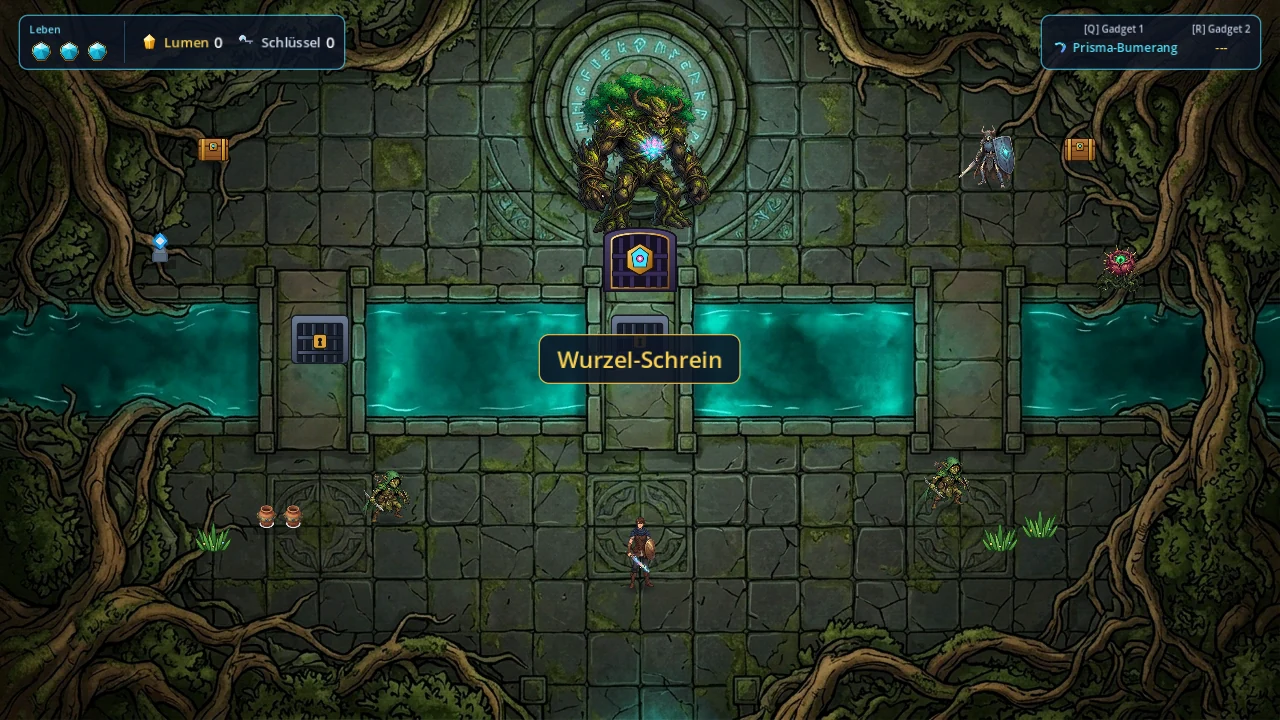 Leben
Lumen 0
Schlüssel 0
[Q] Gadget 1
[R] Gadget 2
Prisma-Bumerang
---
Wurzel-Schrein